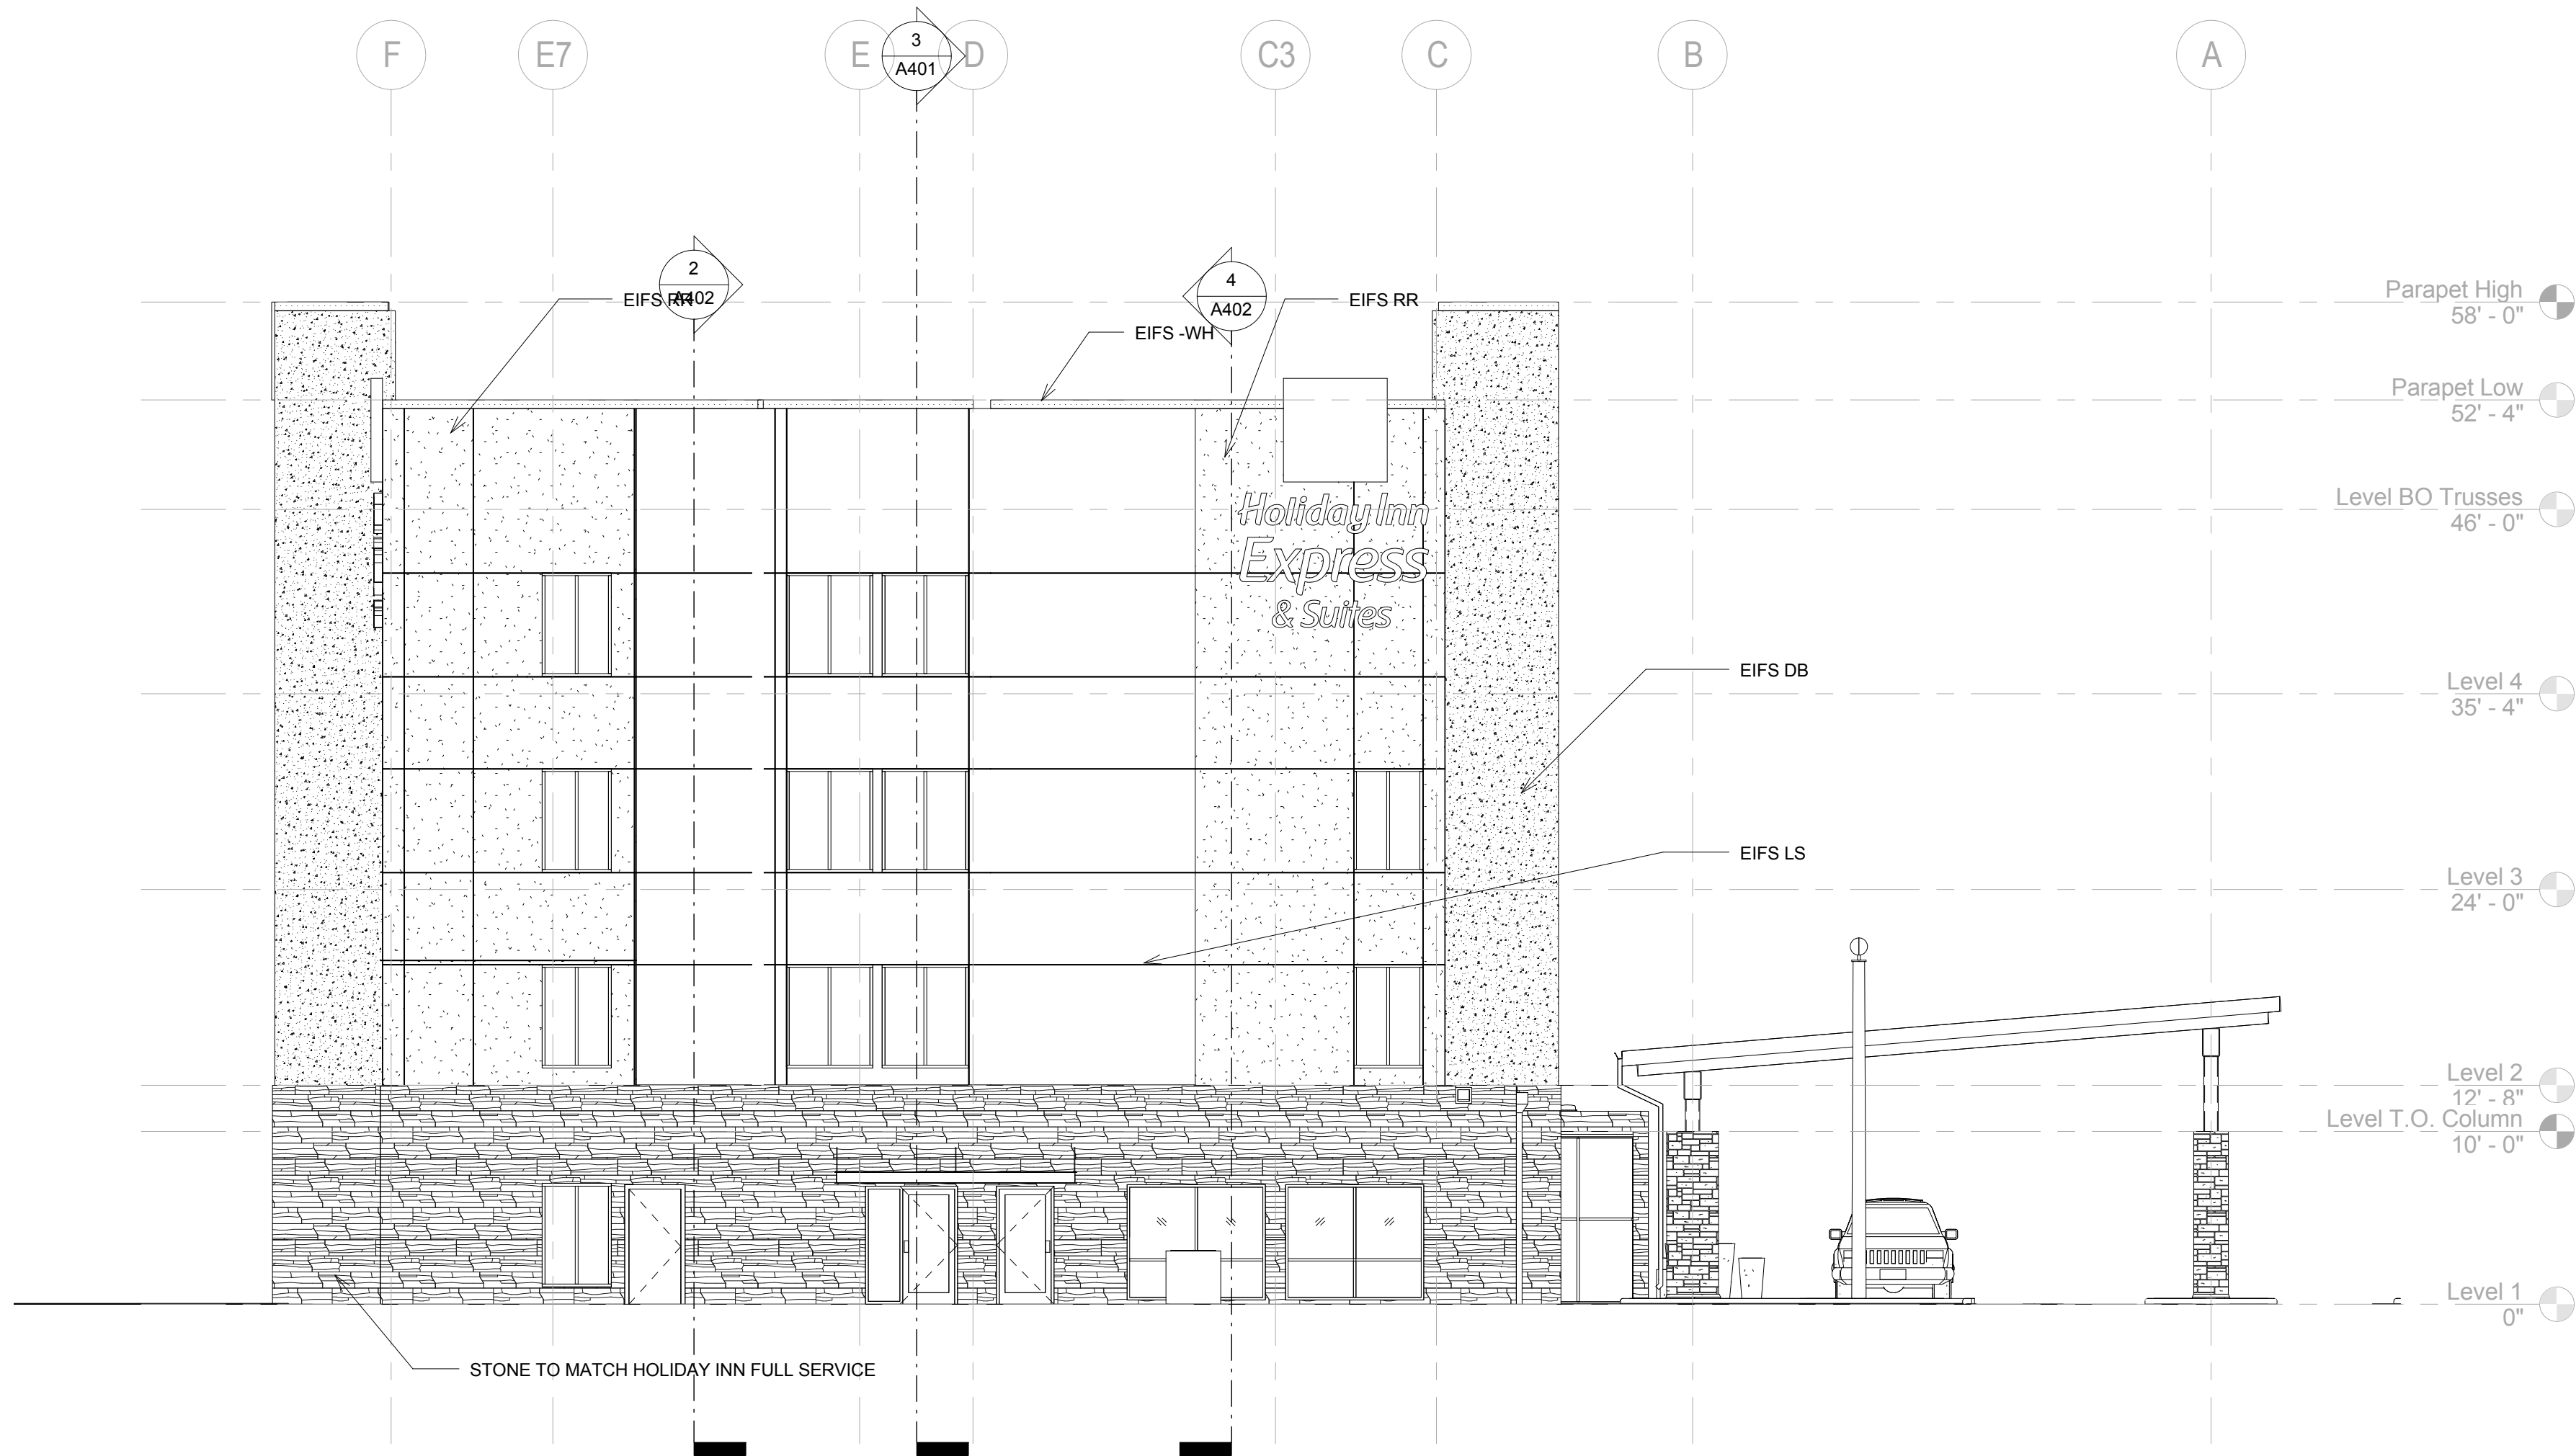 F
E7
E
3
A401
D
C3
C
B
A
2
A402
EIFS RR
4
A402
EIFS RR
EIFS -WH
Parapet High
58' - 0"
Parapet Low
52' - 4"
Level BO Trusses
46' - 0"
Holiday Inn
Express
& Suites
EIFS DB
Level 4
35' - 4"
EIFS LS
Level 3
24' - 0"
Level 2
12' - 8"
Level T.O. Column
10' - 0"
Level 1
0"
STONE TO MATCH HOLIDAY INN FULL SERVICE